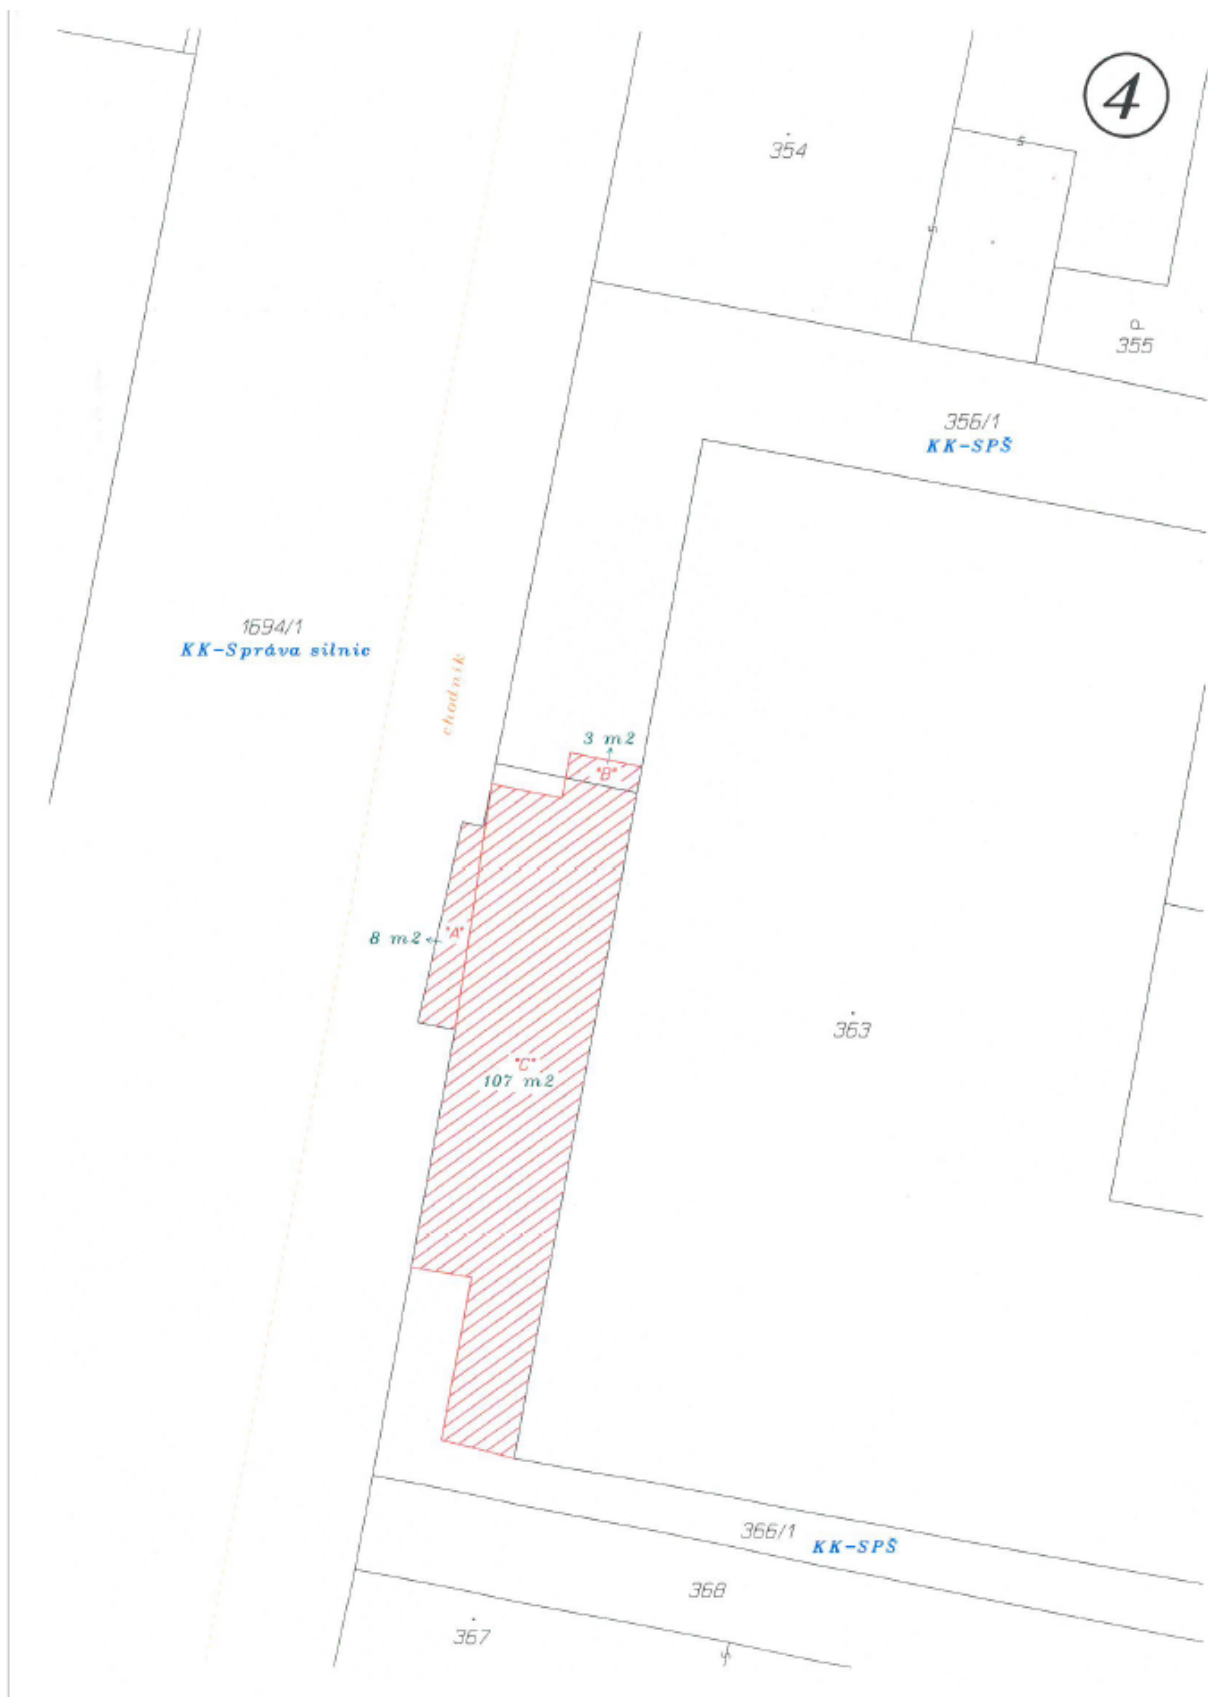 4
354
355
356/1
KK-SPŠ
1694/1
KK-Správa silnic
chodník
3 m2
"B"
8 m2
"A"
363
"C"
107 m2
366/1
KK-SPŠ
368
367